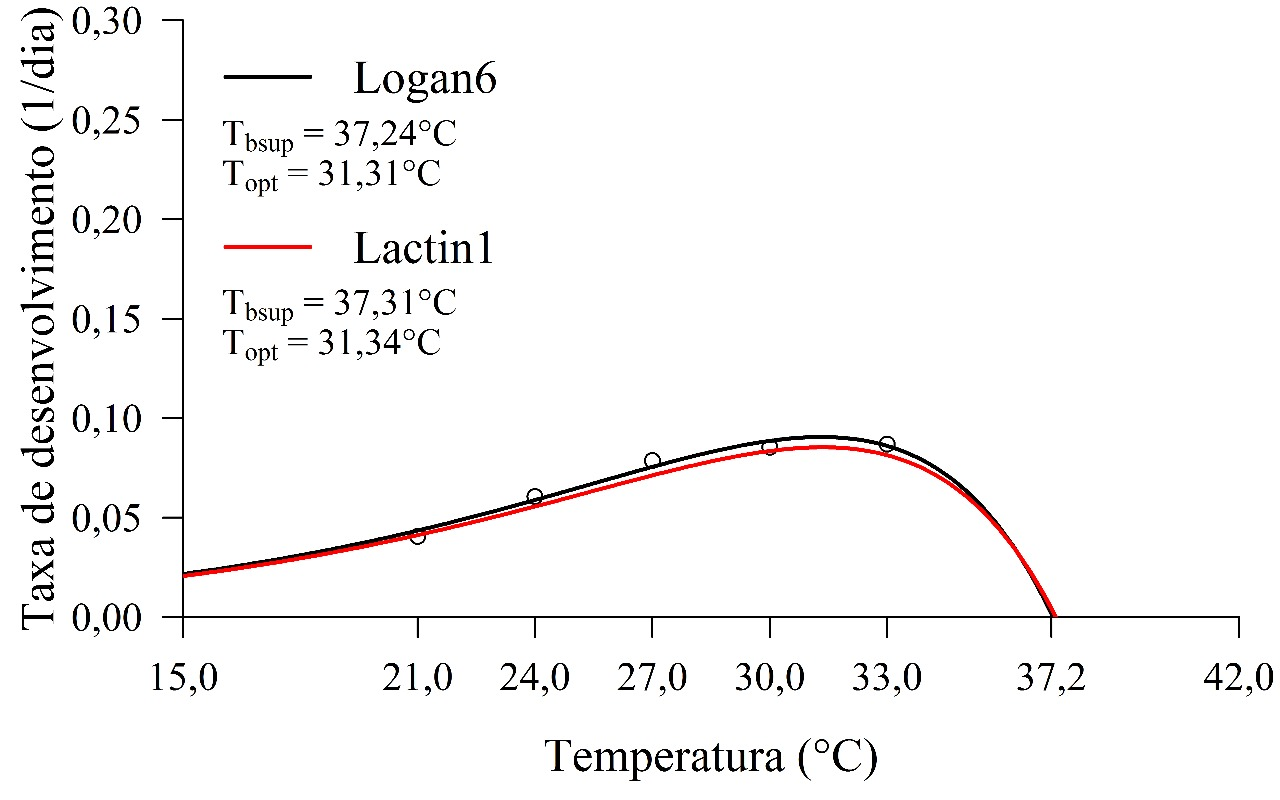 Taxa de desenvolvimento (1/dia)
0,30
0,25
0,20
0,15
0,10
0,05
0,00
Logan6
Tbsup = 37,24°C
Topt = 31,31°C
Lactin1
Tbsup = 37,31°C
Topt = 31,34°C
15,0 21,0 24,0 27,0 30,0 33,0 37,2 42,0
Temperatura (°C)